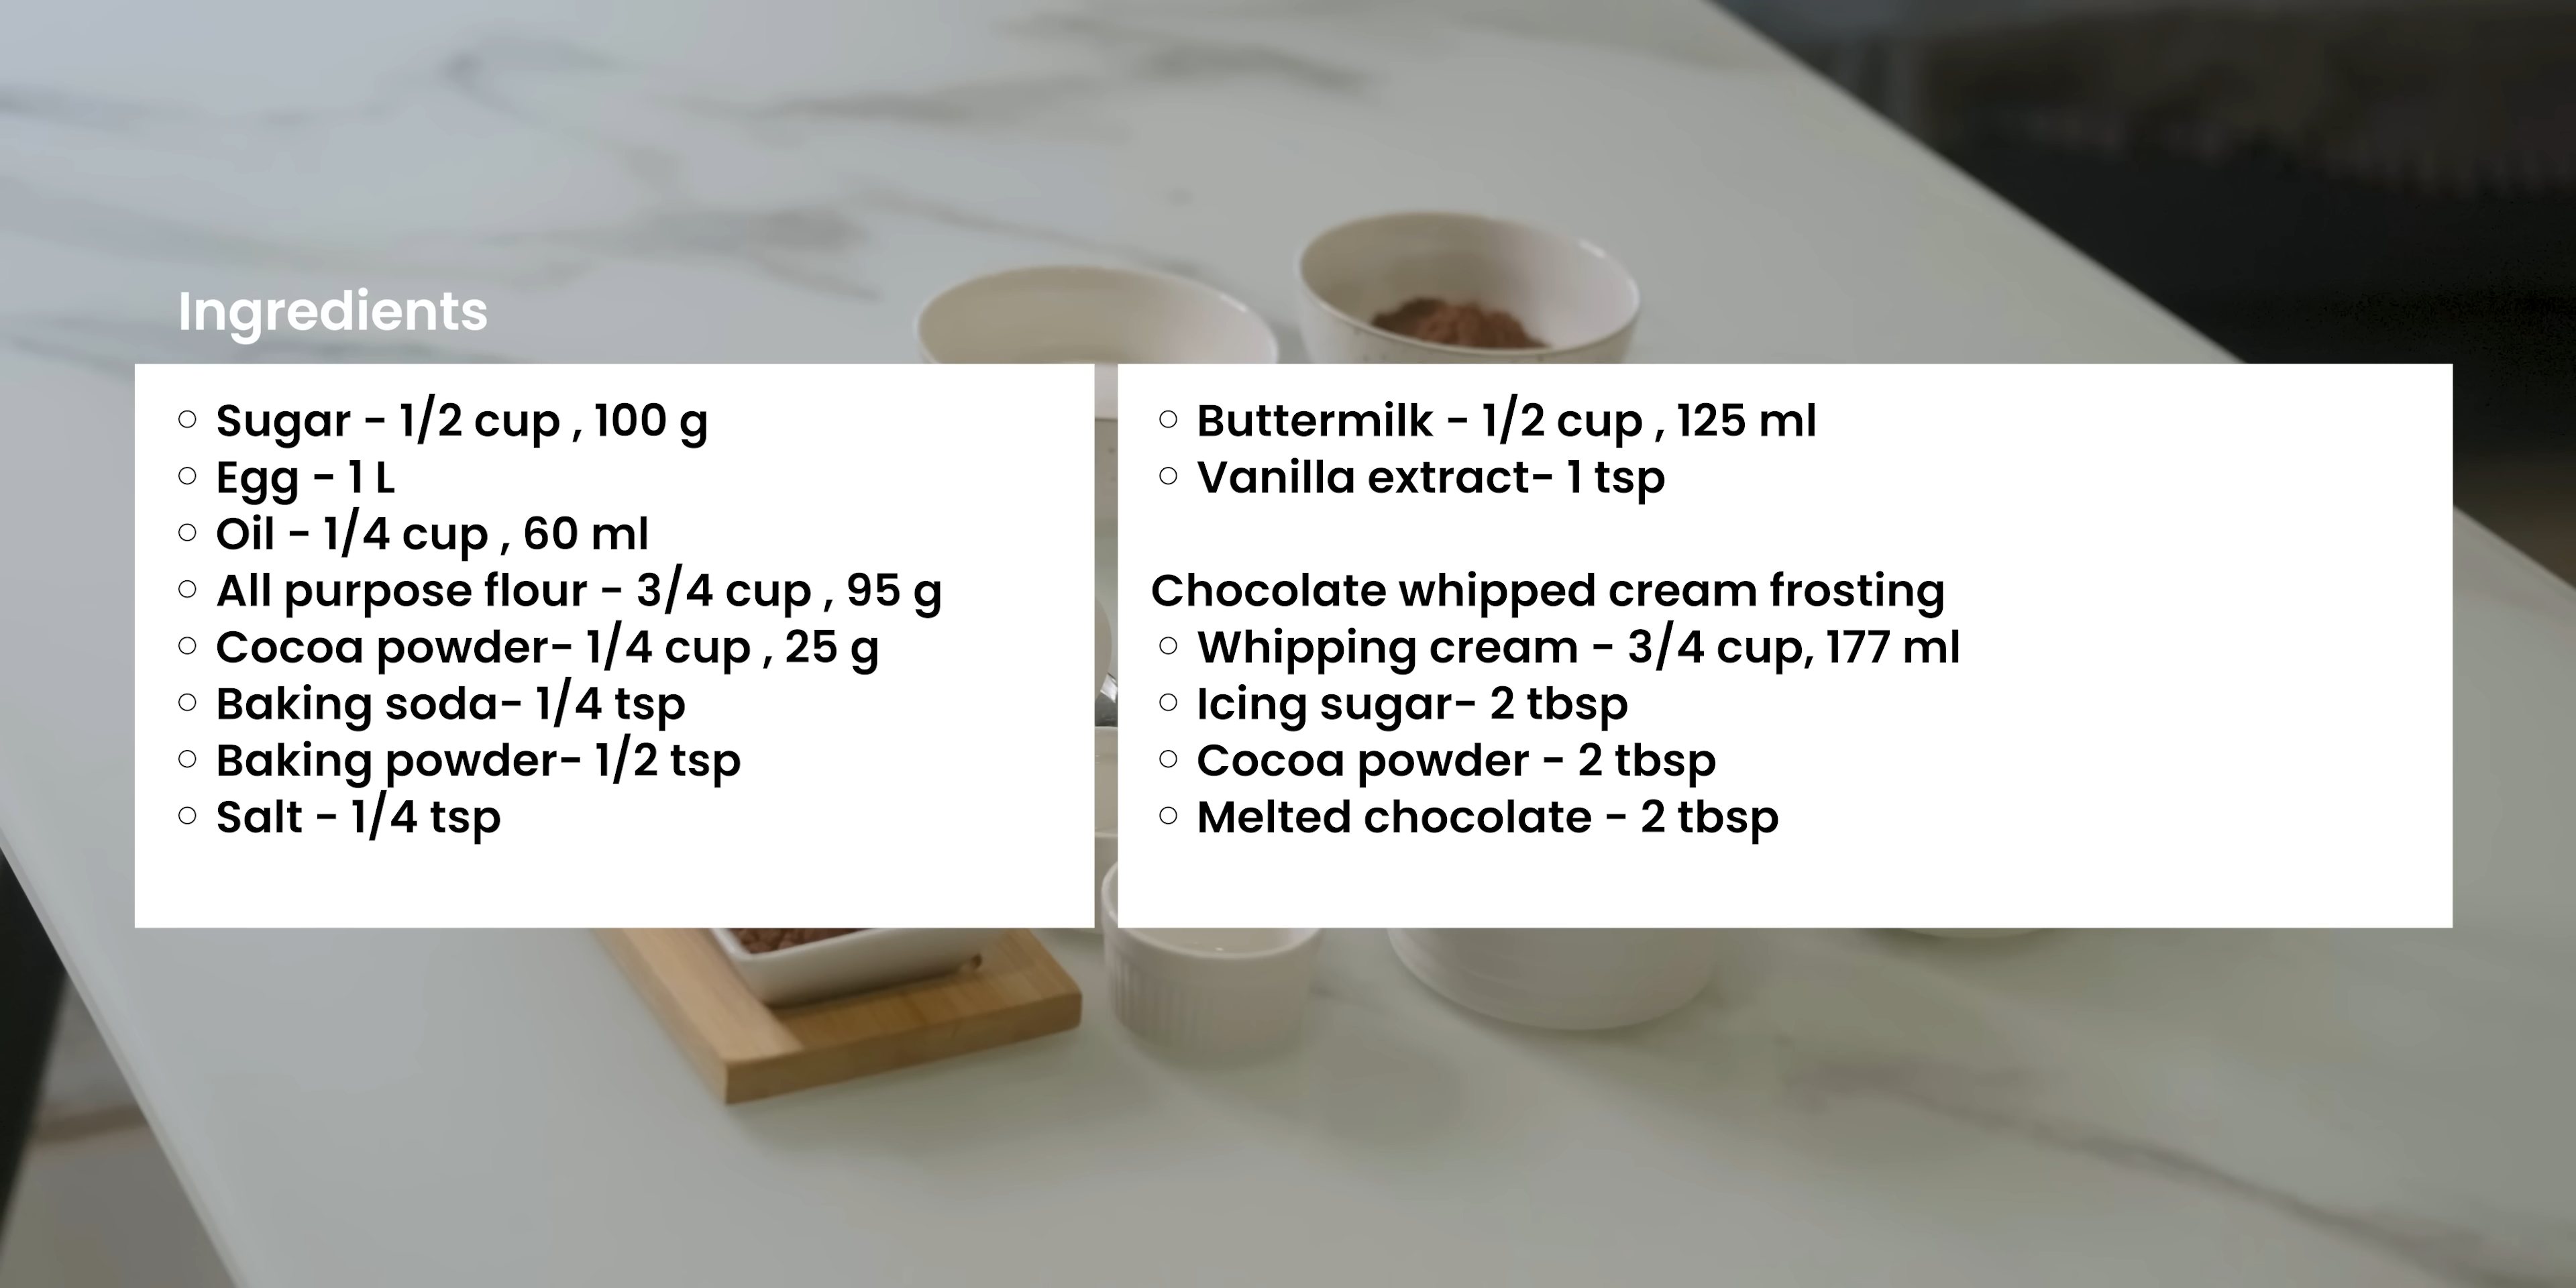 Ingredients
Sugar - 1/2 cup , 100 g
Egg - 1 L
Oil - 1/4 cup , 60 ml
All purpose flour - 3/4 cup , 95 g
Cocoa powder- 1/4 cup , 25 g
Baking soda- 1/4 tsp
Baking powder- 1/2 tsp
Salt - 1/4 tsp
Buttermilk - 1/2 cup , 125 ml
Vanilla extract- 1 tsp
Chocolate whipped cream frosting
Whipping cream - 3/4 cup, 177 ml
Icing sugar- 2 tbsp
Cocoa powder - 2 tbsp
Melted chocolate - 2 tbsp